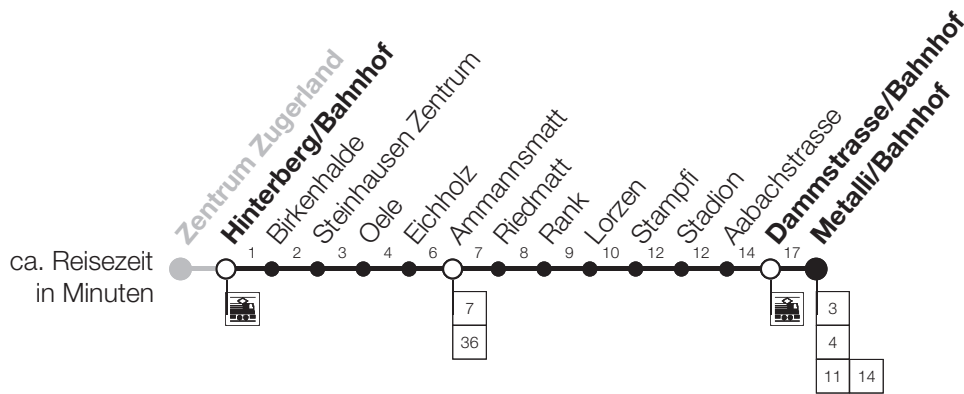 Zentrum Zugerland
Hinterberg/Bahnhof
Birkenhalde
Steinhausen Zentrum
Oele
Eichholz
Ammannsmatt
Riedmatt
Rank
Lorzen
Stampfi
Stadion
Aabachstrasse
Dammstrasse/Bahnhof
Metalli/Bahnhof
ca. Reisezeit
in Minuten
1 2 3 4 6 7 8 9 10 12 12 14 17
7
36
3
4
11 14